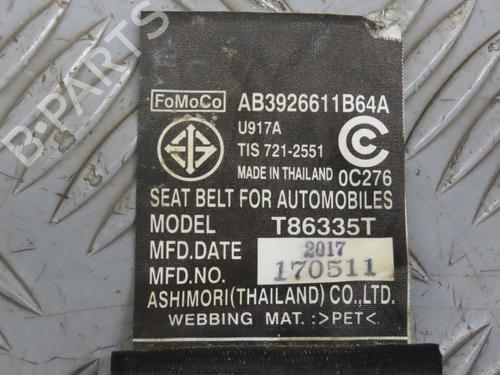 FoMoCo AB3926611B64A
U917A
TIS 721-2551
MADE IN THAILAND 0C276
SEAT BELT FOR AUTOMOBILES
MODEL T86335T
MFD.DATE 2017
MFD.NO. 170511
ASHIMORI(THAILAND) CO.,LTD.
WEBBING MAT. :>PET<.
B-PARTS